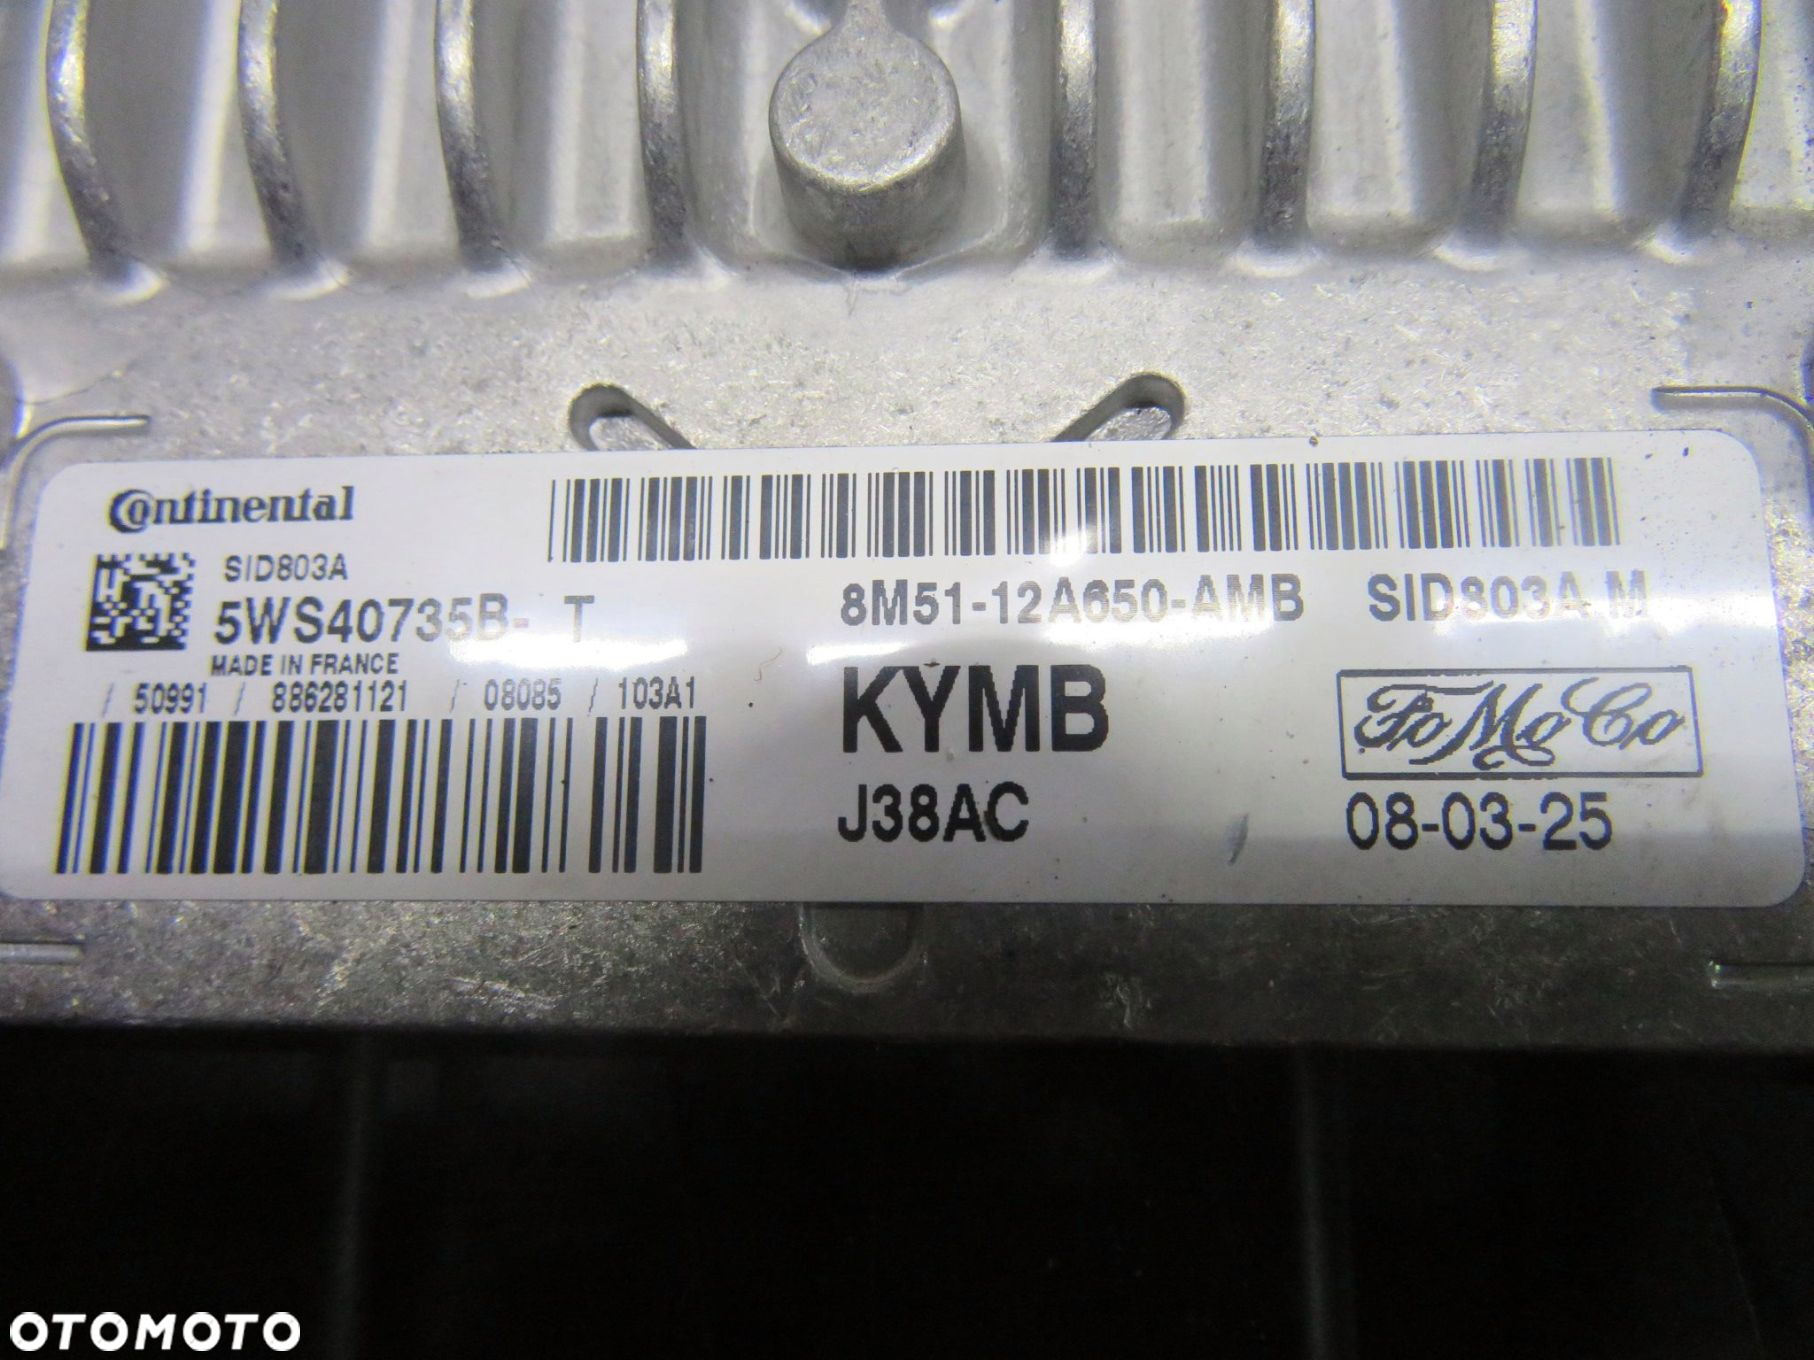 Continental
SID803A
5WS40735B- T
MADE IN FRANCE
/ 50991 / 886281121 / 08085 / 103A1
8M51-12A650-AMB SID803A M
KYMB
FoMoCo
J38AC
08-03-25
OTOMOTO